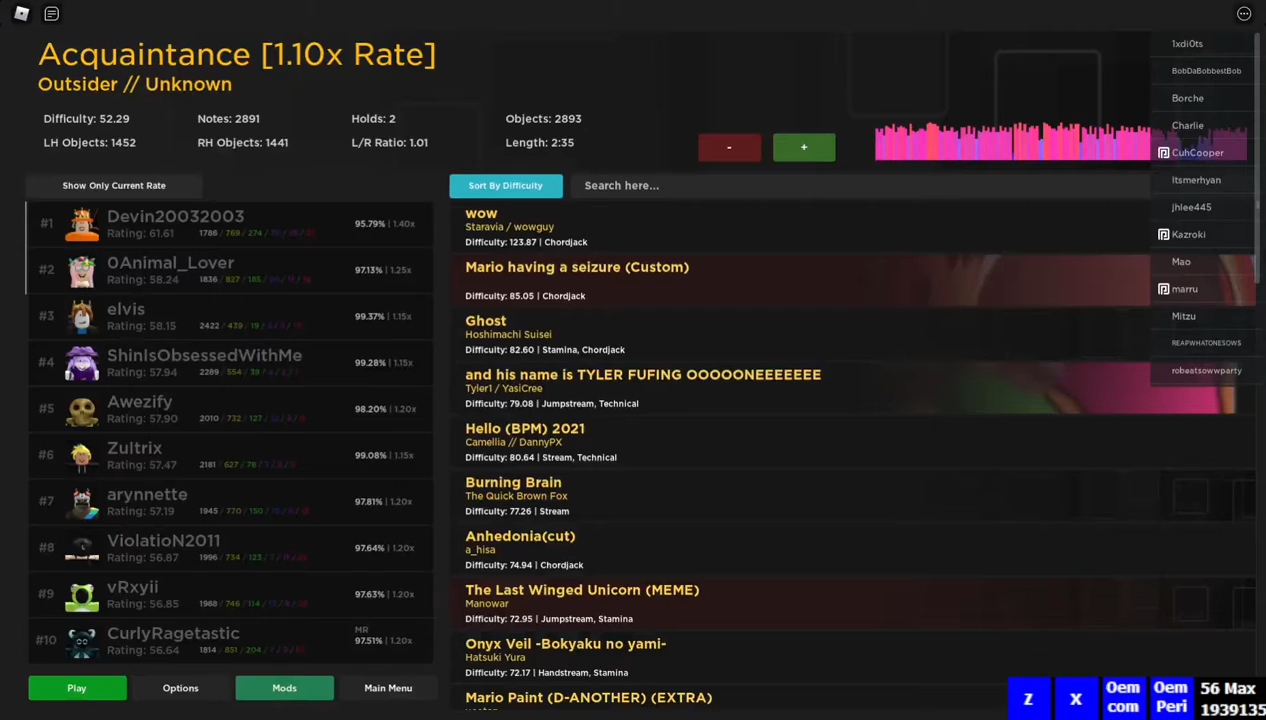 Acquaintance [1.10x Rate]
Outsider // Unknown
Difficulty: 52.29 Notes: 2891 Holds: 2 Objects: 2893
LH Objects: 1452 RH Objects: 1441 L/R Ratio: 1.01 Length: 2:35
- +
Show Only Current Rate
#1 Devin20032003
Rating: 61.61
95.79% | 1.40x
#2 0Animal_Lover
Rating: 58.24
97.13% | 1.25x
#3 elvis
Rating: 58.15
99.37% | 1.15x
#4 ShinIsObsessedWithMe
Rating: 57.94
99.28% | 1.15x
#5 Awezify
Rating: 57.90
98.20% | 1.20x
#6 Zultrix
Rating: 57.47
99.08% | 1.15x
#7 arynnette
Rating: 57.19
97.81% | 1.20x
#8 ViolatioN2011
Rating: 56.87
97.64% | 1.20x
#9 vRxyii
Rating: 56.85
97.63% | 1.20x
#10 CurlyRagetastic
Rating: 56.64
MR
97.51% | 1.20x
Play Options Mods Main Menu
Sort By Difficulty Search here...
wow
Staravia / wowguy
Difficulty: 123.87 | Chordjack
Mario having a seizure (Custom)
Difficulty: 85.05 | Chordjack
Ghost
Hoshimachi Suisei
Difficulty: 82.60 | Stamina, Chordjack
and his name is TYLER FUFING OOOOONEEEEEEE
Tyler1 / YasiCree
Difficulty: 79.08 | Jumpstream, Technical
Hello (BPM) 2021
Camellia // DannyPX
Difficulty: 80.64 | Stream, Technical
Burning Brain
The Quick Brown Fox
Difficulty: 77.26 | Stream
Anhedonia(cut)
a_hisa
Difficulty: 74.94 | Chordjack
The Last Winged Unicorn (MEME)
Manowar
Difficulty: 72.95 | Jumpstream, Stamina
Onyx Veil -Bokyaku no yami-
Hatsuki Yura
Difficulty: 72.17 | Handstream, Stamina
Mario Paint (D-ANOTHER) (EXTRA)
1xdi0ts
BobDaBobbestBob
Borche
Charlie
CuhCooper
Itsmerhyan
jhlee445
Kazroki
Mao
marru
Mitzu
REAPWHATONESOWS
robeatsowwparty
z x Oem com Oem Peri 56 Max
1939135